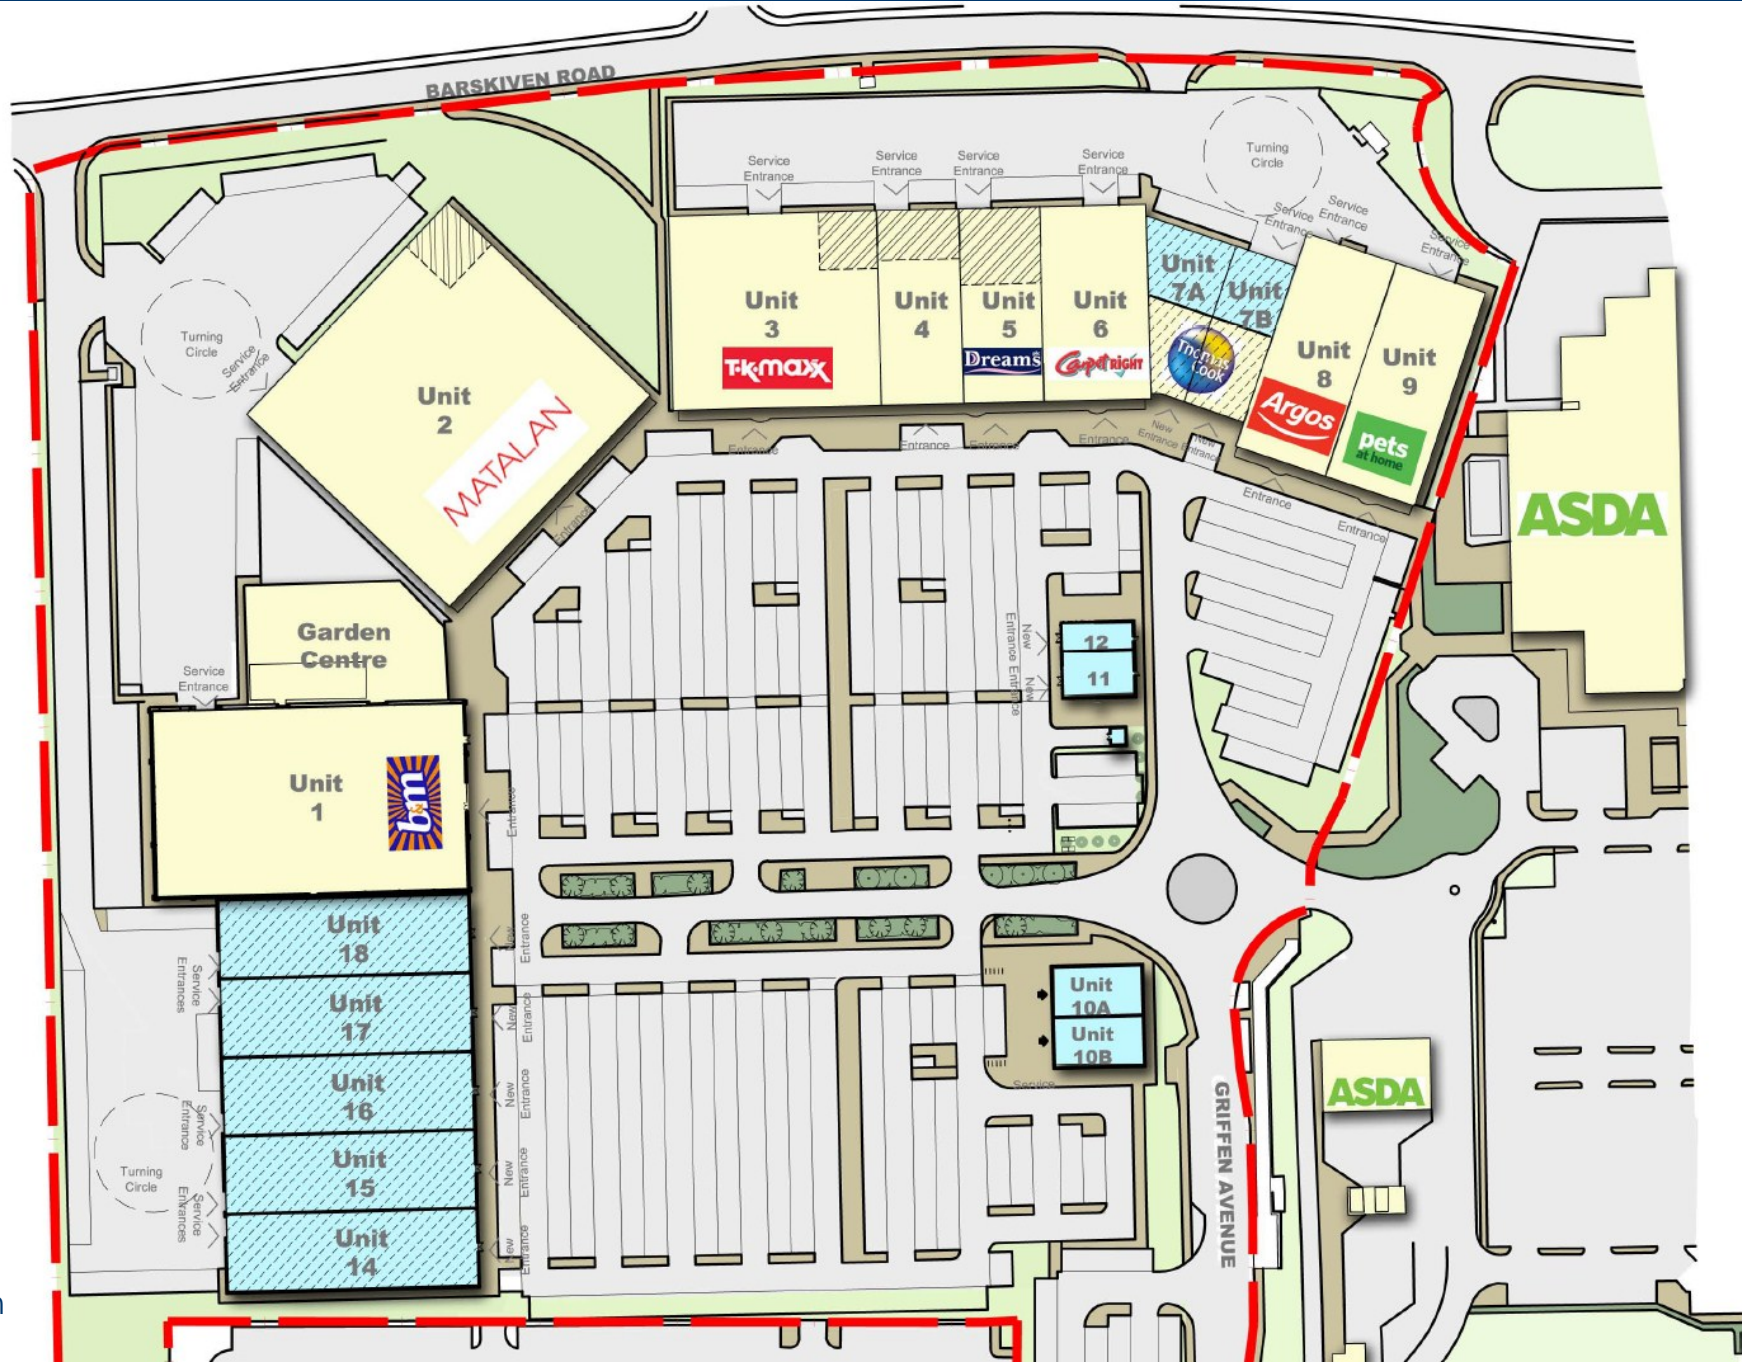 BARSKIVEN ROAD
Service
Entrance
Service
Entrance
Service
Entrance
Service
Entrance
Turning
Circle
Service
Entrance
Service
Entrance
Service
Entrance
Unit
3
T·K·maxx
Unit
4
Unit
5
Dreams
Unit
6
Carpet RIGHT
Unit
7A
Unit
7B
Thomas
Cook
Unit
8
Argos
Unit
9
pets
at home
ASDA
Turning
Circle
Service
Entrance
Unit
2
MATALAN
Entrance
Entrance
Entrance
Entrance
Entrance
New
Entrance
New
Entrance
Entrance
Entrance
Garden
Centre
Service
Entrance
New
Entrance
New
Entrance
12
11
Unit
1
b&m
Entrance
Unit
18
New
Entrance
Service
Entrances
Unit
17
New
Entrance
Unit
16
New
Entrance
Service
Entrance
Unit
15
New
Entrance
Turning
Circle
Service
Entrances
Unit
14
New
Entrance
Unit
10A
Unit
10B
Service
GRIFFEN AVENUE
ASDA